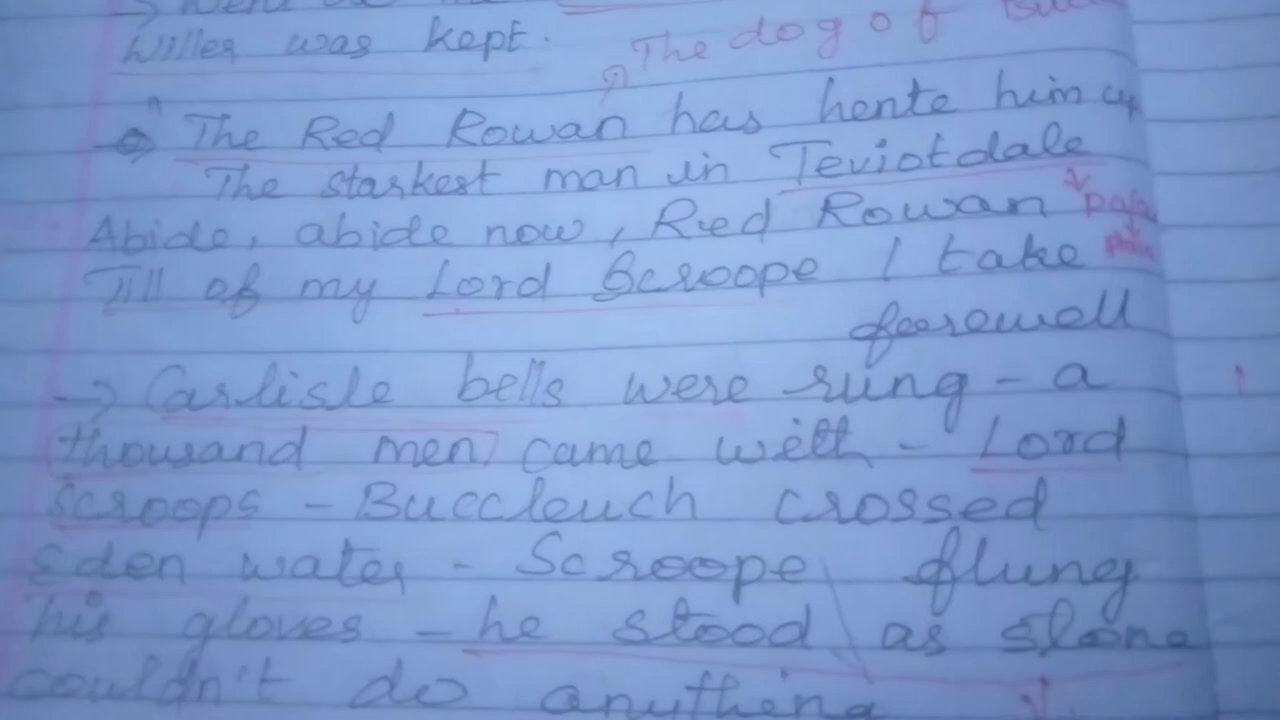 Willes was kept.
The dog of
" The Red Rowan has hente him up
The starkest man in Teviotdale
Abide, abide now, Red Rowan
Till of my Lord Scroope I take
farewell
→ Carlisle bells were rung - a
thousand men came with - Lord
Scroops - Buccleuch crossed
Eden water - Scroope flung
his gloves - he stood as stone
couldn't do anything